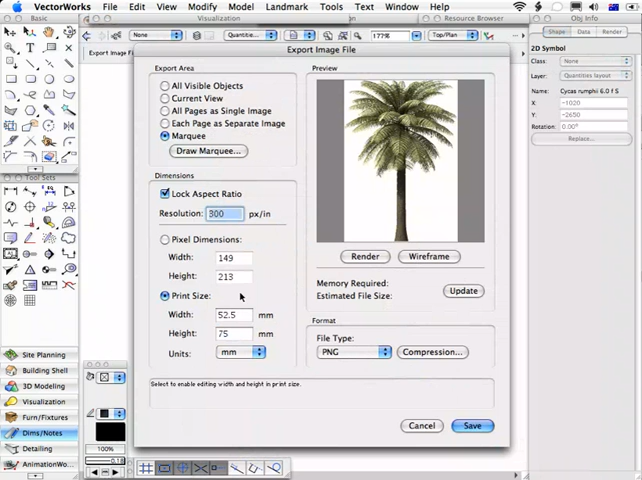 VectorWorks File Edit View Modify Model Landmark Tools Text Window Help
Basic
Visualization
Resource Browser
Obj Info
None
Quantitie...
177%
Top/Plan
Export Image Fi
Export Image File
Shape Data Render
2D Symbol
Class: None
Layer: Quantities layout
Name: Cycas rumphii 6.0 f S
X: -1020
Y: -2650
Rotation: 0.00°
Replace...
Export Area
All Visible Objects
Current View
All Pages as Single Image
Each Page as Separate Image
Marquee
Draw Marquee...
Preview
Render
Wireframe
Memory Required:
Estimated File Size:
Update
Dimensions
Lock Aspect Ratio
Resolution: 300 px/in
Pixel Dimensions:
Width: 149
Height: 213
Print Size:
Width: 52.5 mm
Height: 75 mm
Units: mm
Format
File Type:
PNG
Compression...
Select to enable editing width and height in print size.
Cancel
Save
Tool Sets
Site Planning
Building Shell
3D Modeling
Visualization
Furn/Fixtures
Dims/Notes
Detailing
AnimationWo...
100%
0.18